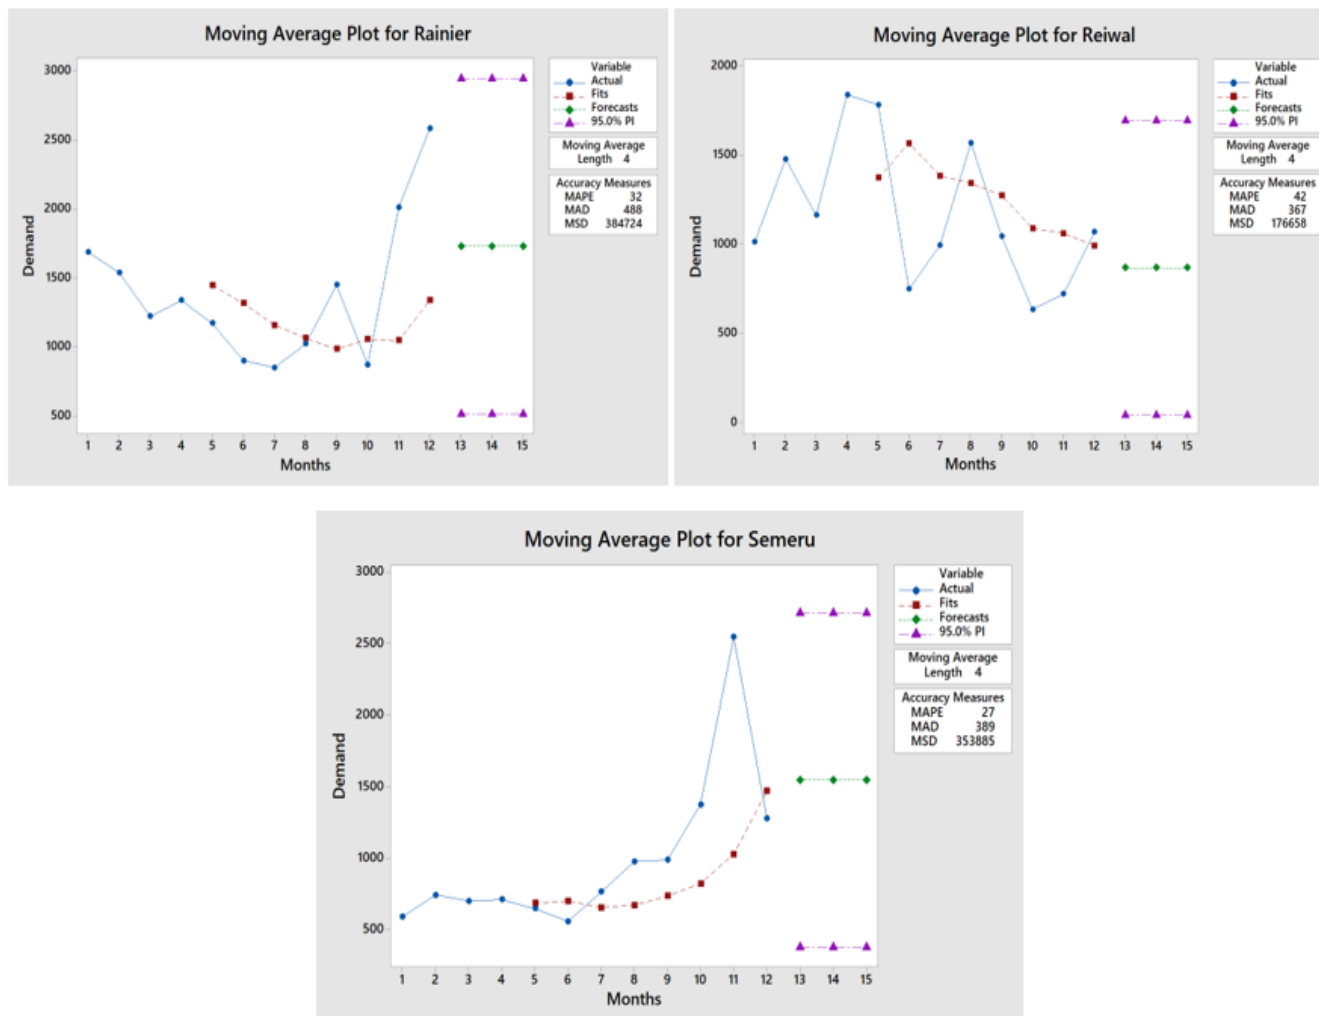 Moving Average Plot for Rainier
3000
2500
2000
1500
1000
500
Demand
1 2 3 4 5 6 7 8 9 10 11 12 13 14 15
Months
Variable
Actual
Fits
Forecasts
95.0% PI
Moving Average
Length 4
Accuracy Measures
MAPE 32
MAD 488
MSD 384724
Moving Average Plot for Reiwal
2000
1500
1000
500
0
Demand
1 2 3 4 5 6 7 8 9 10 11 12 13 14 15
Months
Variable
Actual
Fits
Forecasts
95.0% PI
Moving Average
Length 4
Accuracy Measures
MAPE 42
MAD 367
MSD 176658
Moving Average Plot for Semeru
3000
2500
2000
1500
1000
500
Demand
1 2 3 4 5 6 7 8 9 10 11 12 13 14 15
Months
Variable
Actual
Fits
Forecasts
95.0% PI
Moving Average
Length 4
Accuracy Measures
MAPE 27
MAD 389
MSD 353885